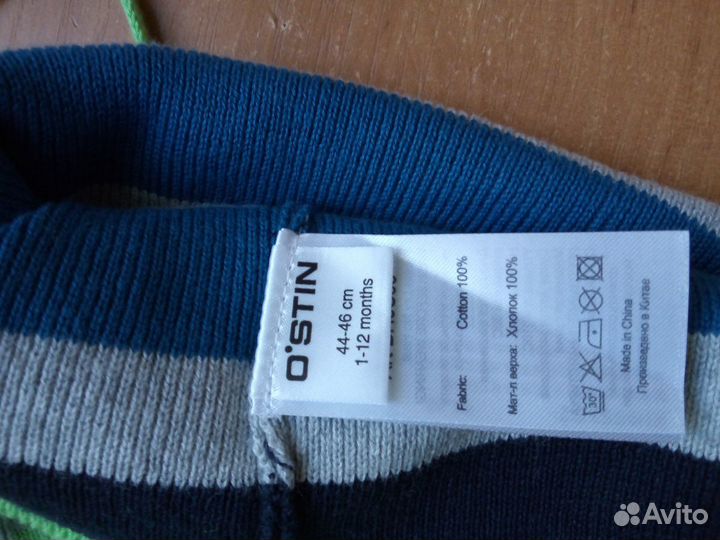 O'STIN
44-46 cm
1-12 months
Fabric: Cotton 100%
Мат-л верха: Хлопок 100%
30°
Made in China
Произведено в Китае
Avito